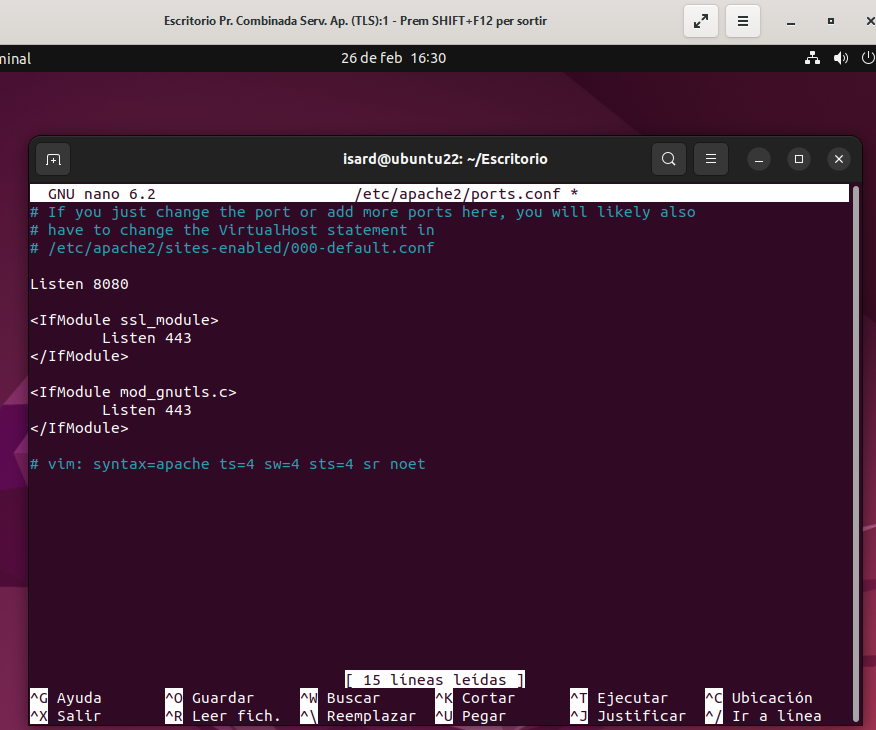 Escritorio Pr. Combinada Serv. Ap. (TLS):1 - Prem SHIFT+F12 per sortir
minal 26 de feb 16:30
isard@ubuntu22: ~/Escritorio
GNU nano 6.2 /etc/apache2/ports.conf *
# If you just change the port or add more ports here, you will likely also
# have to change the VirtualHost statement in
# /etc/apache2/sites-enabled/000-default.conf
Listen 8080
<IfModule ssl_module>
Listen 443
</IfModule>
<IfModule mod_gnutls.c>
Listen 443
</IfModule>
# vim: syntax=apache ts=4 sw=4 sts=4 sr noet
[ 15 líneas leídas ]
^G Ayuda ^O Guardar ^W Buscar ^K Cortar ^T Ejecutar ^C Ubicación
^X Salir ^R Leer fich. ^\ Reemplazar ^U Pegar ^J Justificar ^/ Ir a línea